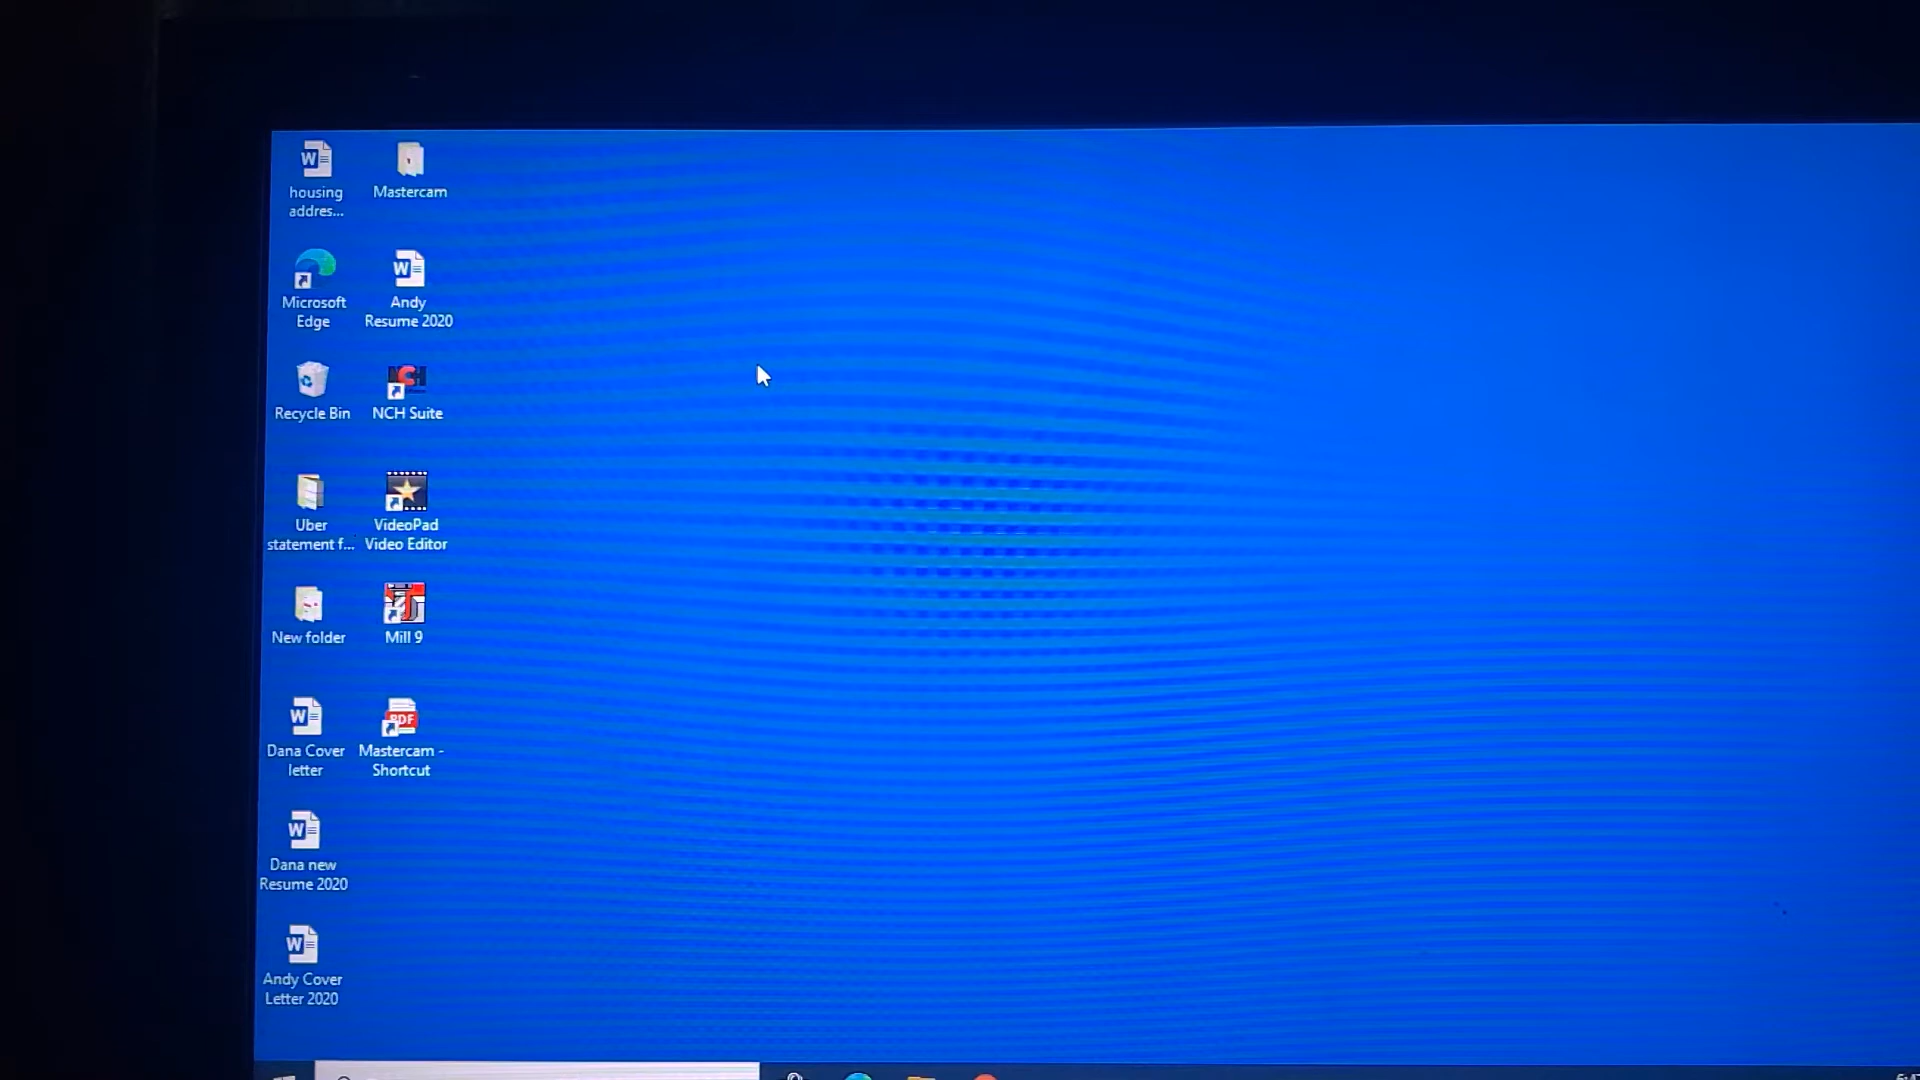 housing
addres...
Mastercam
Microsoft
Edge
Andy
Resume 2020
Recycle Bin
NCH Suite
Uber
statement f...
VideoPad
Video Editor
New folder
Mill 9
Dana Cover
letter
PDF
Mastercam -
Shortcut
Dana new
Resume 2020
Andy Cover
Letter 2020